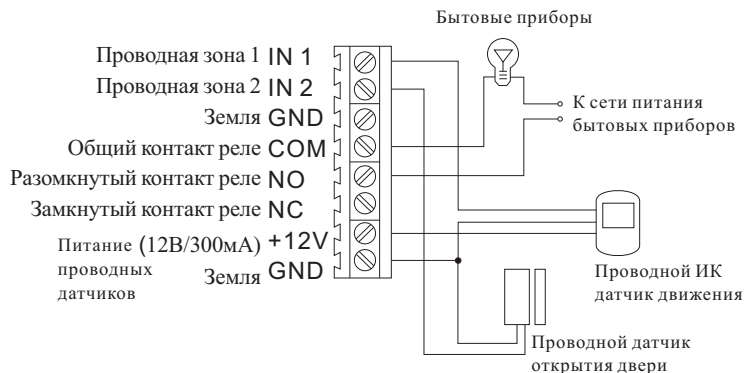 Бытовые приборы
Проводная зона 1 IN 1
Проводная зона 2 IN 2
Земля GND
Общий контакт реле COM
Разомкнутый контакт реле NO
Замкнутый контакт реле NC
Питание (12В/300мА) +12V
проводных
датчиков
Земля GND
К сети питания
бытовых приборов
Проводной ИК
датчик движения
Проводной датчик
открытия двери